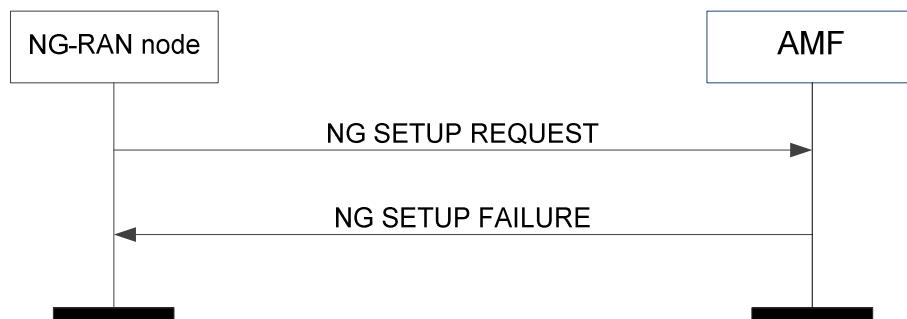 NG-RAN node
AMF
NG SETUP REQUEST
NG SETUP FAILURE